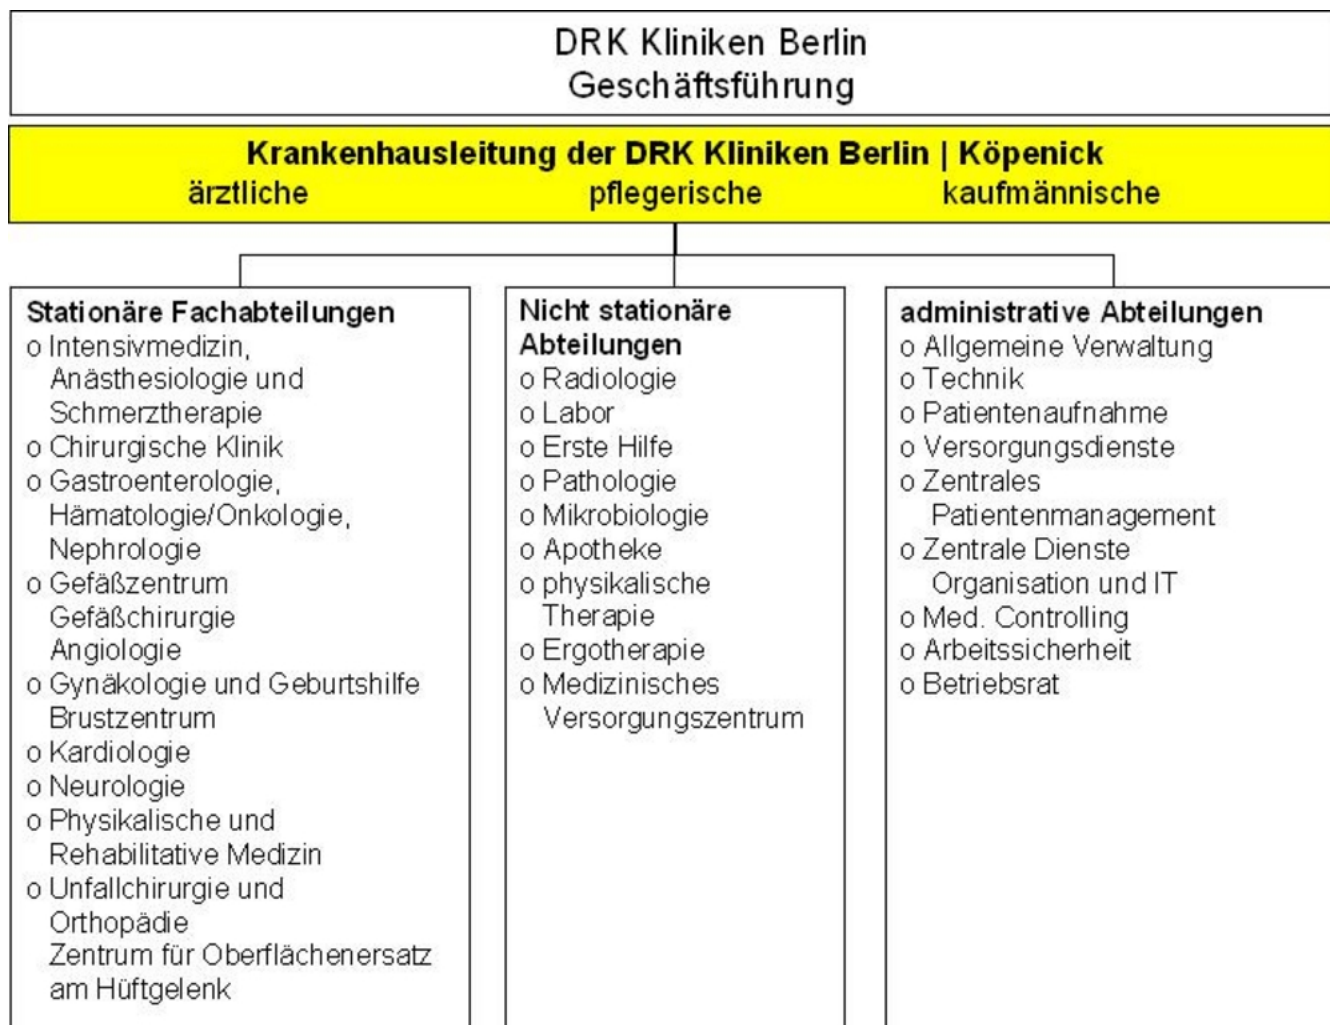 DRK Kliniken Berlin
Geschäftsführung
Krankenhausleitung der DRK Kliniken Berlin | Köpenick
ärztliche pflegerische kaufmännische
Stationäre Fachabteilungen
o Intensivmedizin,
Anästhesiologie und
Schmerztherapie
o Chirurgische Klinik
o Gastroenterologie,
Hämatologie/Onkologie,
Nephrologie
o Gefäßzentrum
Gefäßchirurgie
Angiologie
o Gynäkologie und Geburtshilfe
Brustzentrum
o Kardiologie
o Neurologie
o Physikalische und
Rehabilitative Medizin
o Unfallchirurgie und
Orthopädie
Zentrum für Oberflächenersatz
am Hüftgelenk
Nicht stationäre
Abteilungen
o Radiologie
o Labor
o Erste Hilfe
o Pathologie
o Mikrobiologie
o Apotheke
o physikalische
Therapie
o Ergotherapie
o Medizinisches
Versorgungszentrum
administrative Abteilungen
o Allgemeine Verwaltung
o Technik
o Patientenaufnahme
o Versorgungsdienste
o Zentrales
Patientenmanagement
o Zentrale Dienste
Organisation und IT
o Med. Controlling
o Arbeitssicherheit
o Betriebsrat